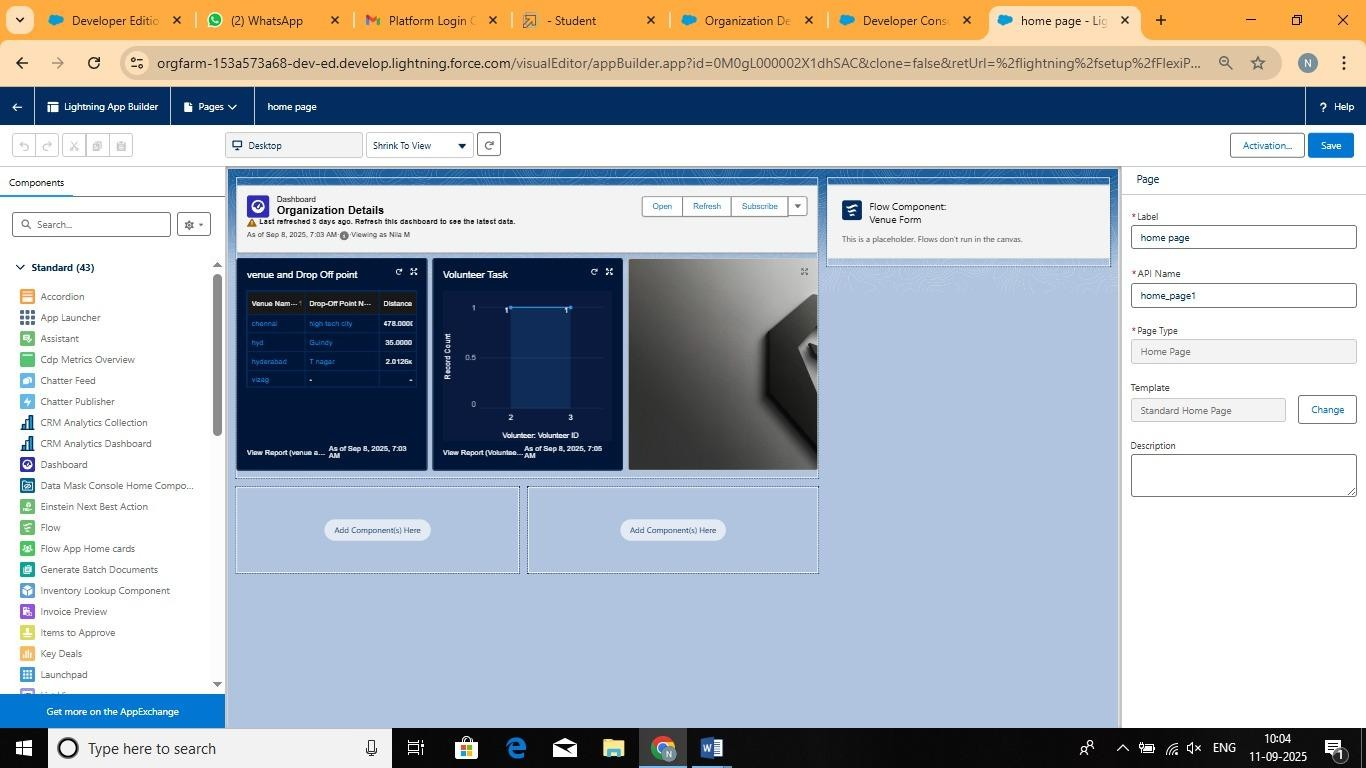 Developer Editio
(2) WhatsApp
Platform Login C
- Student
Organization De
Developer Cons
home page - Lig
orgfarm-153a573a68-dev-ed.develop.lightning.force.com/visualEditor/appBuilder.app?id=0M0gL000002X1dhSAC&clone=false&retUrl=%2flightning%2fsetup%2fFlexiP...
N
Lightning App Builder
Pages
home page
? Help
Desktop
Shrink To View
Activation...
Save
Components
Search...
Standard (43)
Accordion
App Launcher
Assistant
Cdp Metrics Overview
Chatter Feed
Chatter Publisher
CRM Analytics Collection
CRM Analytics Dashboard
Dashboard
Data Mask Console Home Compo...
Einstein Next Best Action
Flow
Flow App Home cards
Generate Batch Documents
Inventory Lookup Component
Invoice Preview
Items to Approve
Key Deals
Launchpad
Get more on the AppExchange
Dashboard
Organization Details
Last refreshed 3 days ago. Refresh this dashboard to see the latest data.
As of Sep 8, 2025, 7:03 AM Viewing as Nila M
Open
Refresh
Subscribe
venue and Drop Off point
Venue Nam... Drop-Off Point N... Distance
chennai high tech city 478.000
hyd Guindy 35.0000
hyderabad T nagar 2.0126k
vizag - -
View Report (venue a... As of Sep 8, 2025, 7:03 AM
Volunteer Task
Record Count
1
0.5
0
1 1
2 3
Volunteer: Volunteer ID
View Report (Voluntee... As of Sep 8, 2025, 7:05 AM
Add Component(s) Here
Add Component(s) Here
Flow Component:
Venue Form
This is a placeholder. Flows don't run in the canvas.
Page
*Label
home page
*API Name
home_page1
*Page Type
Home Page
Template
Standard Home Page
Change
Description
Type here to search
ENG
10:04
11-09-2025
1